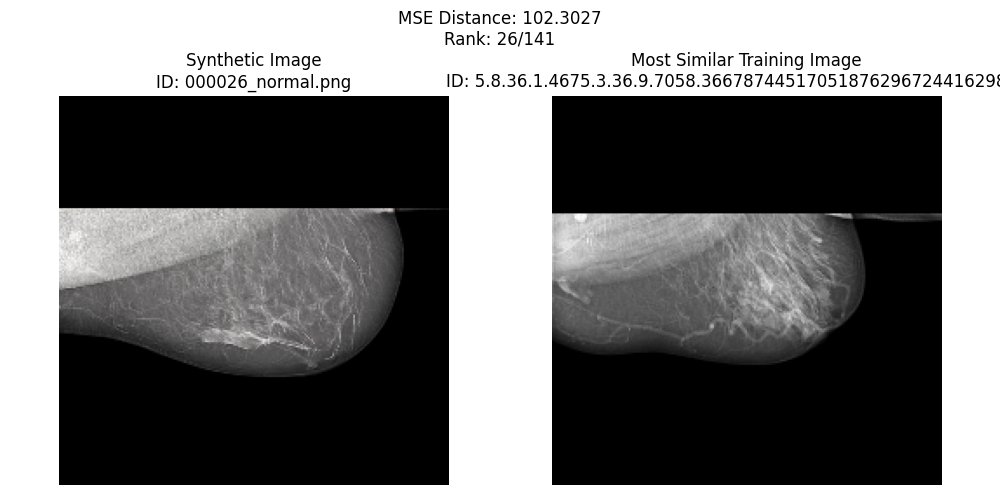 MSE Distance: 102.3027
Rank: 26/141
Synthetic Image
ID: 000026_normal.png
Most Similar Training Image
ID: 5.8.36.1.4675.3.36.9.7058.36678744517051876296724416298